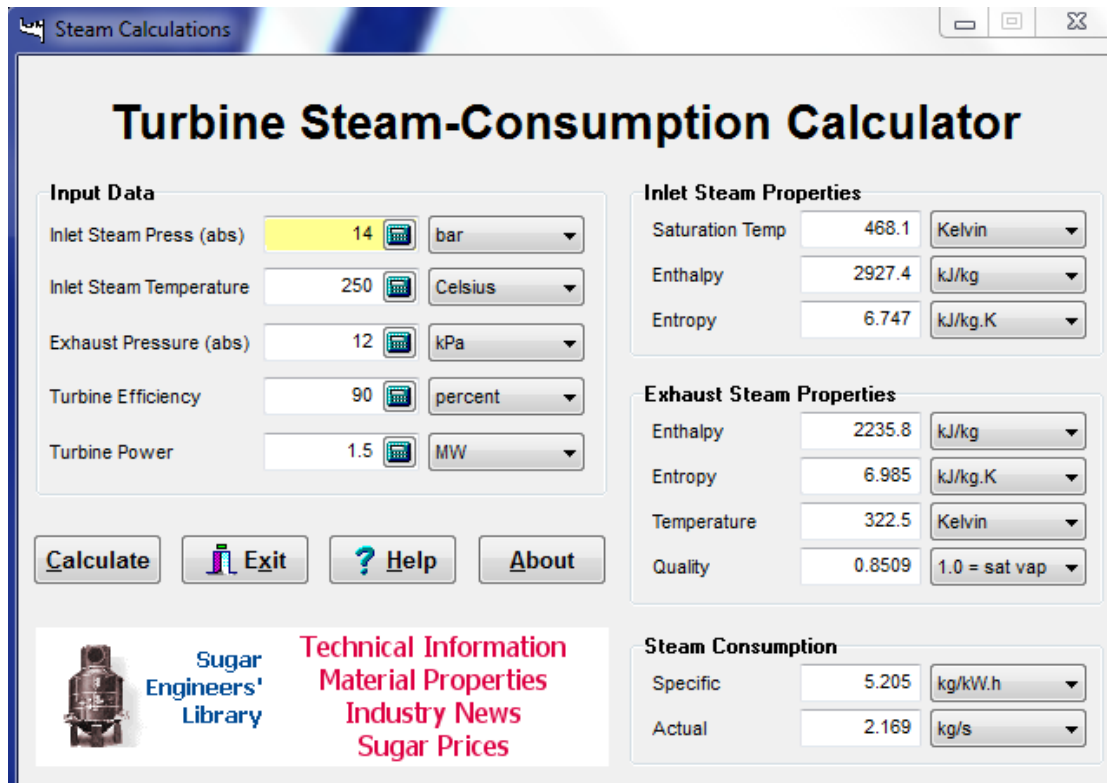 Steam Calculations
Turbine Steam-Consumption Calculator
Input Data
Inlet Steam Press (abs) 14 bar
Inlet Steam Temperature 250 Celsius
Exhaust Pressure (abs) 12 kPa
Turbine Efficiency 90 percent
Turbine Power 1.5 MW
Calculate Exit ? Help About
Sugar
Engineers'
Library
Technical Information
Material Properties
Industry News
Sugar Prices
Inlet Steam Properties
Saturation Temp 468.1 Kelvin
Enthalpy 2927.4 kJ/kg
Entropy 6.747 kJ/kg.K
Exhaust Steam Properties
Enthalpy 2235.8 kJ/kg
Entropy 6.985 kJ/kg.K
Temperature 322.5 Kelvin
Quality 0.8509 1.0 = sat vap
Steam Consumption
Specific 5.205 kg/kW.h
Actual 2.169 kg/s